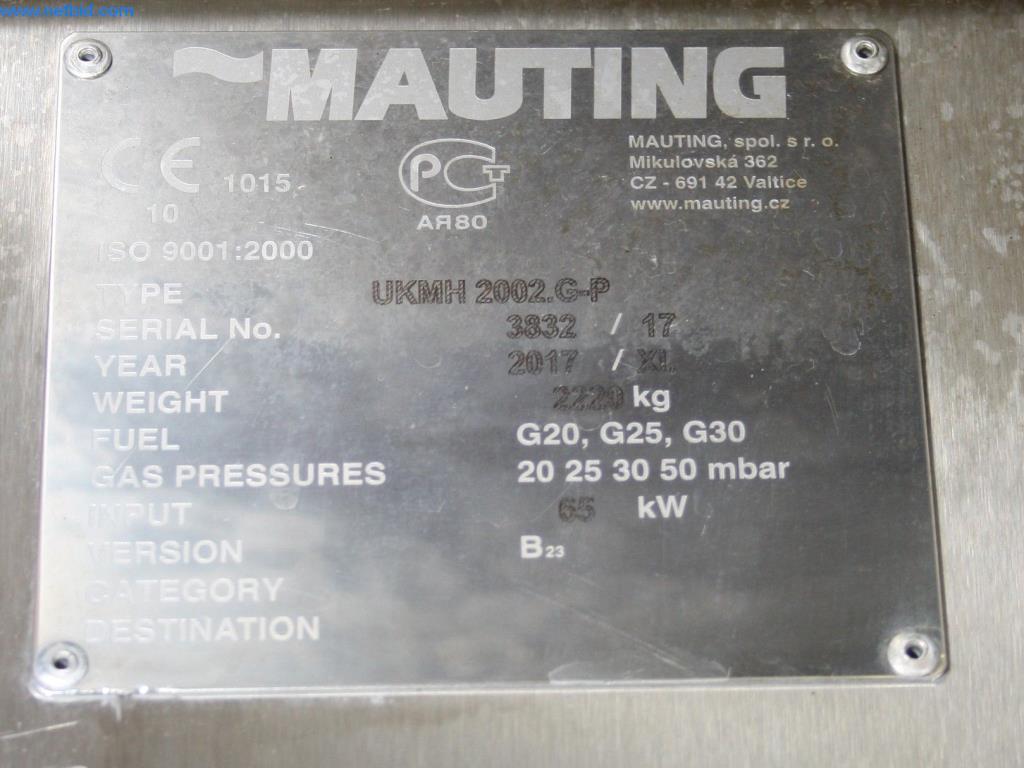 www.netbid.com
MAUTING
CE 1015
10
PCT
АЯ80
MAUTING, spol. s r. o.
Mikulovská 362
CZ - 691 42 Valtice
www.mauting.cz
ISO 9001:2000
TYPE UKMH 2002.G-P
SERIAL No. 3832 / 17
YEAR 2017 / XI.
WEIGHT 2220 kg
FUEL G20, G25, G30
GAS PRESSURES 20 25 30 50 mbar
INPUT 65 kW
VERSION B23
CATEGORY
DESTINATION